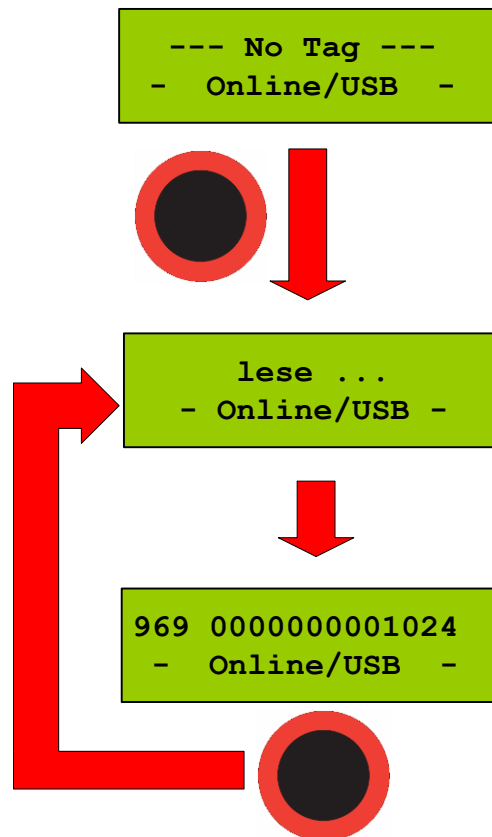 --- No Tag ---
- Online/USB -
lese ...
- Online/USB -
969 0000000001024
- Online/USB -